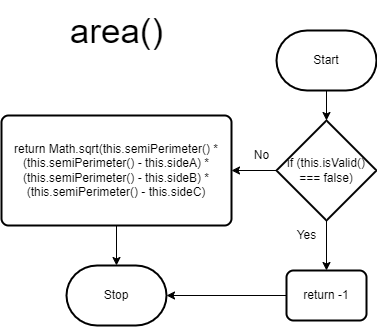 area()
Start
return Math.sqrt(this.semiPerimeter() *
(this.semiPerimeter() - this.sideA) *
(this.semiPerimeter() - this.sideB) *
(this.semiPerimeter() - this.sideC)
No
if (this.isValid()
=== false)
Yes
Stop
return -1